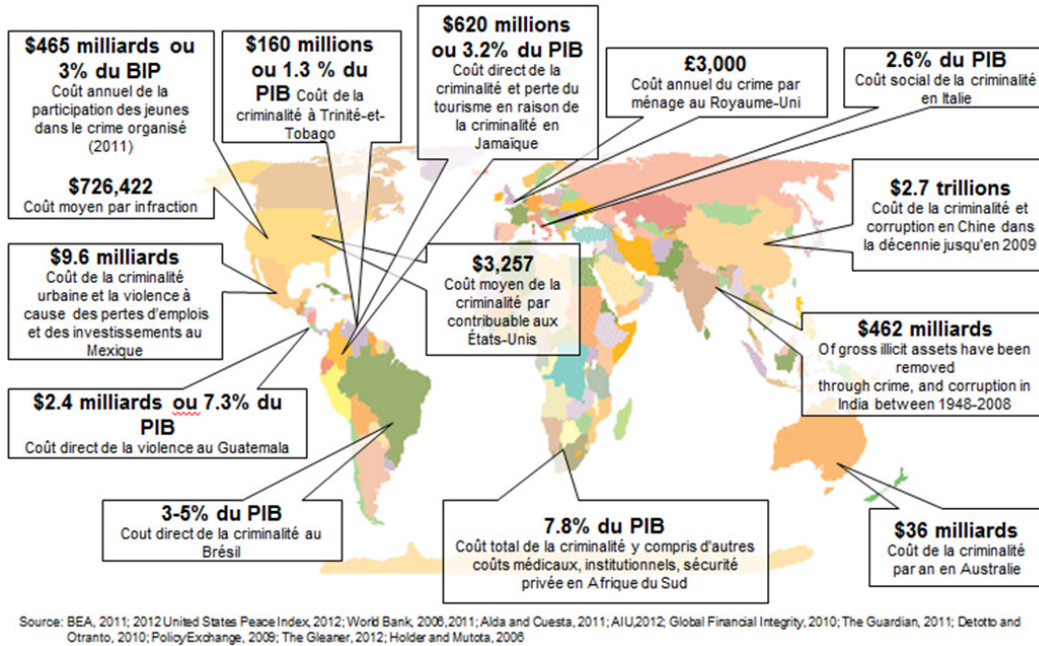 $465 milliards ou
3% du BIP
Coût annuel de la
participation des jeunes
dans le crime organisé
(2011)
$726,422
Coût moyen par infraction
$160 millions
ou 1.3 % du
PIB Coût de la
criminalité à Trinité-et-
Tobago
$620 millions
ou 3.2% du PIB
Coût direct de la
criminalité et perte du
tourisme en raison de
la criminalité en
Jamaïque
£3,000
Coût annuel du crime par
ménage au Royaume-Uni
2.6% du PIB
Coût social de la criminalité
en Italie
$2.7 trillions
Coût de la criminalité et
corruption en Chine dans
la décennie jusqu'en 2009
$9.6 milliards
Coût de la criminalité
urbaine et la violence à
cause des pertes d'emplois
et des investissements au
Mexique
$3,257
Coût moyen de la
criminalité par
contribuable aux
États-Unis
$462 milliards
Of gross illicit assets have been
removed
through crime, and corruption in
India between 1948-2008
$2.4 milliards ou 7.3% du
PIB
Coût direct de la violence au Guatemala
3-5% du PIB
Cout direct de la criminalité au
Brésil
7.8% du PIB
Coût total de la criminalité y compris d'autres
coûts médicaux, institutionnels, sécurité
privée en Afrique du Sud
$36 milliards
Coût de la criminalité
par an en Australie
Source: BEA, 2011; 2012 United States Peace Index, 2012; World Bank, 2006,2011; Alda and Cuesta, 2011; AIU,2012; Global Financial Integrity, 2010; The Guardian, 2011; Detotto and
Otranto, 2010; PolicyExchange, 2009; The Gleaner, 2012; Holder and Mutota, 2006